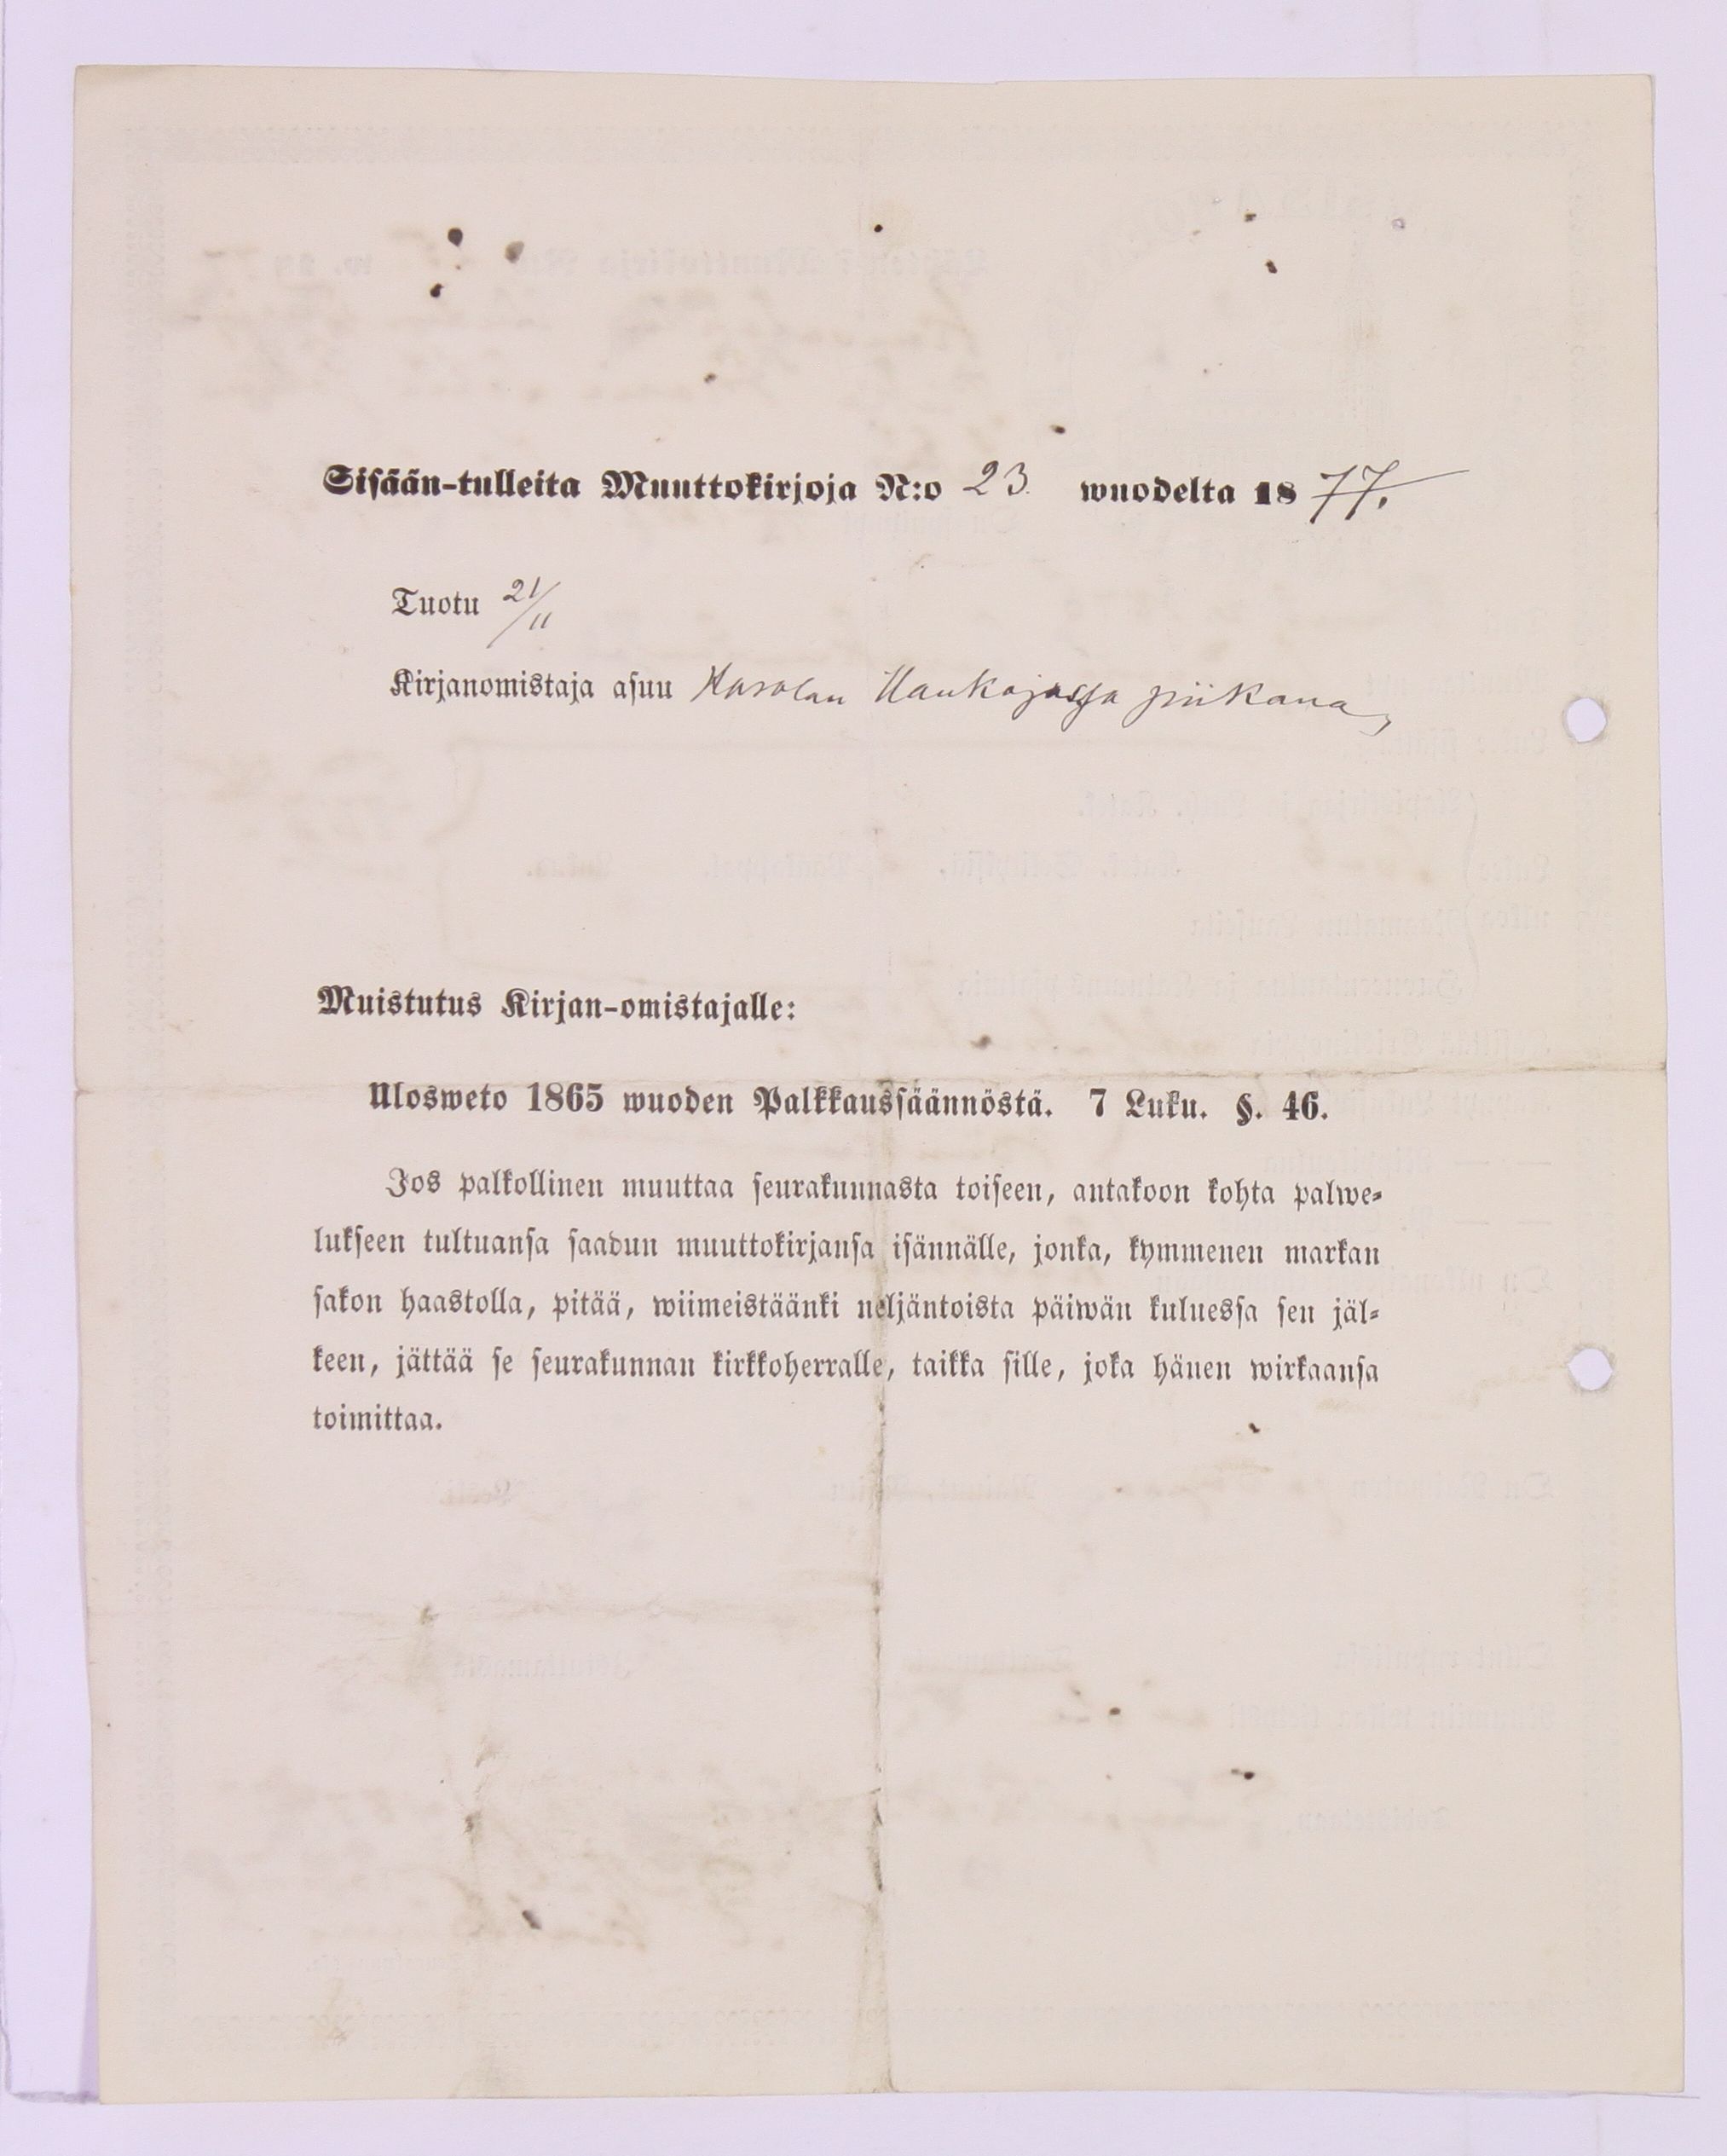 Sisään-tulleita Muuttokirjoja N:o 23 wuodelta 1877.
Tuotu 21/11
Kirjanomistaja asuu piikana,
Muistutus Kirjan-omistajalle:
Ulosweto 1865 wuoden Palkkaussäännöstä. 7 Luku. §. 46.
Jos palkollinen muuttaa seurakunnasta toiseen, antakoon kohta palwe-
lukseen tultuansa saadun muuttokirjansa isännälle, jonka, kymmenen markan
sakon haastolla, pitää, wiimeistäänki neljäntoista päiwän kuluessa sen jäl-
keen, jättää se seurakunnan kirkkoherralle, taikka sille, joka hänen wirkaansa
toimittaa.